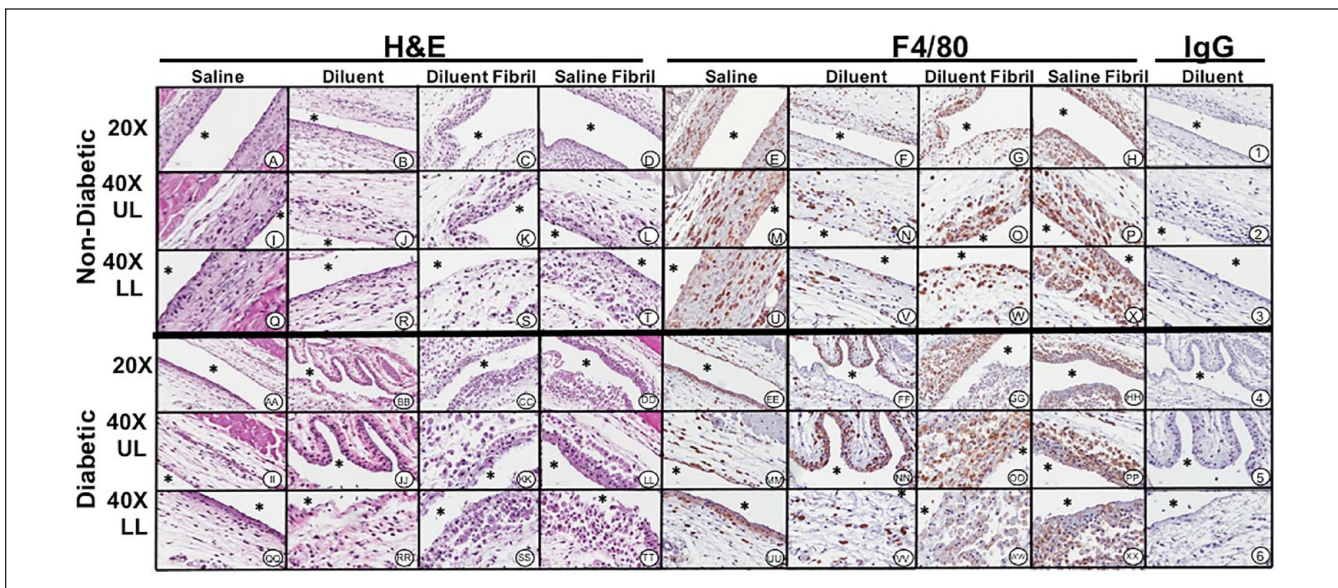 H&E F4/80 IgG
Saline Diluent Diluent Fibril Saline Fibril Saline Diluent Diluent Fibril Saline Fibril Diluent
Non-Diabetic
20X * A * B * C * D * E * F * G * H * 1
40X UL * I * J * K * L * M * N * O * P * 2
40X LL * Q * R * S * T * U * V * W * X * 3
Diabetic
20X * AA * BB * CC * DD * EE * FF * GG * HH * 4
40X UL * II * JJ * KK * LL * MM * NN * OO * PP * 5
40X LL * QQ * RR * SS * TT * UU * VV * WW * XX * 6